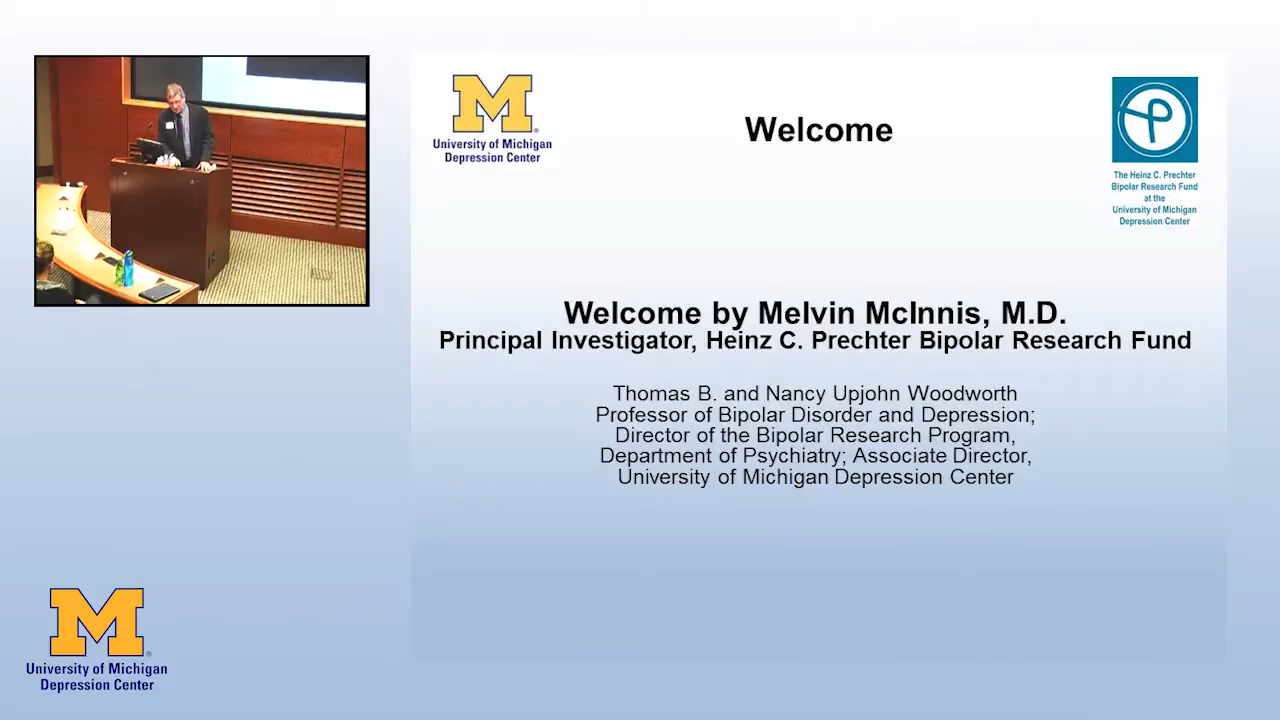 M
University of Michigan
Depression Center
Welcome
The Heinz C. Prechter
Bipolar Research Fund
at the
University of Michigan
Depression Center
Welcome by Melvin McInnis, M.D.
Principal Investigator, Heinz C. Prechter Bipolar Research Fund
Thomas B. and Nancy Upjohn Woodworth
Professor of Bipolar Disorder and Depression;
Director of the Bipolar Research Program,
Department of Psychiatry; Associate Director,
University of Michigan Depression Center
M
University of Michigan
Depression Center